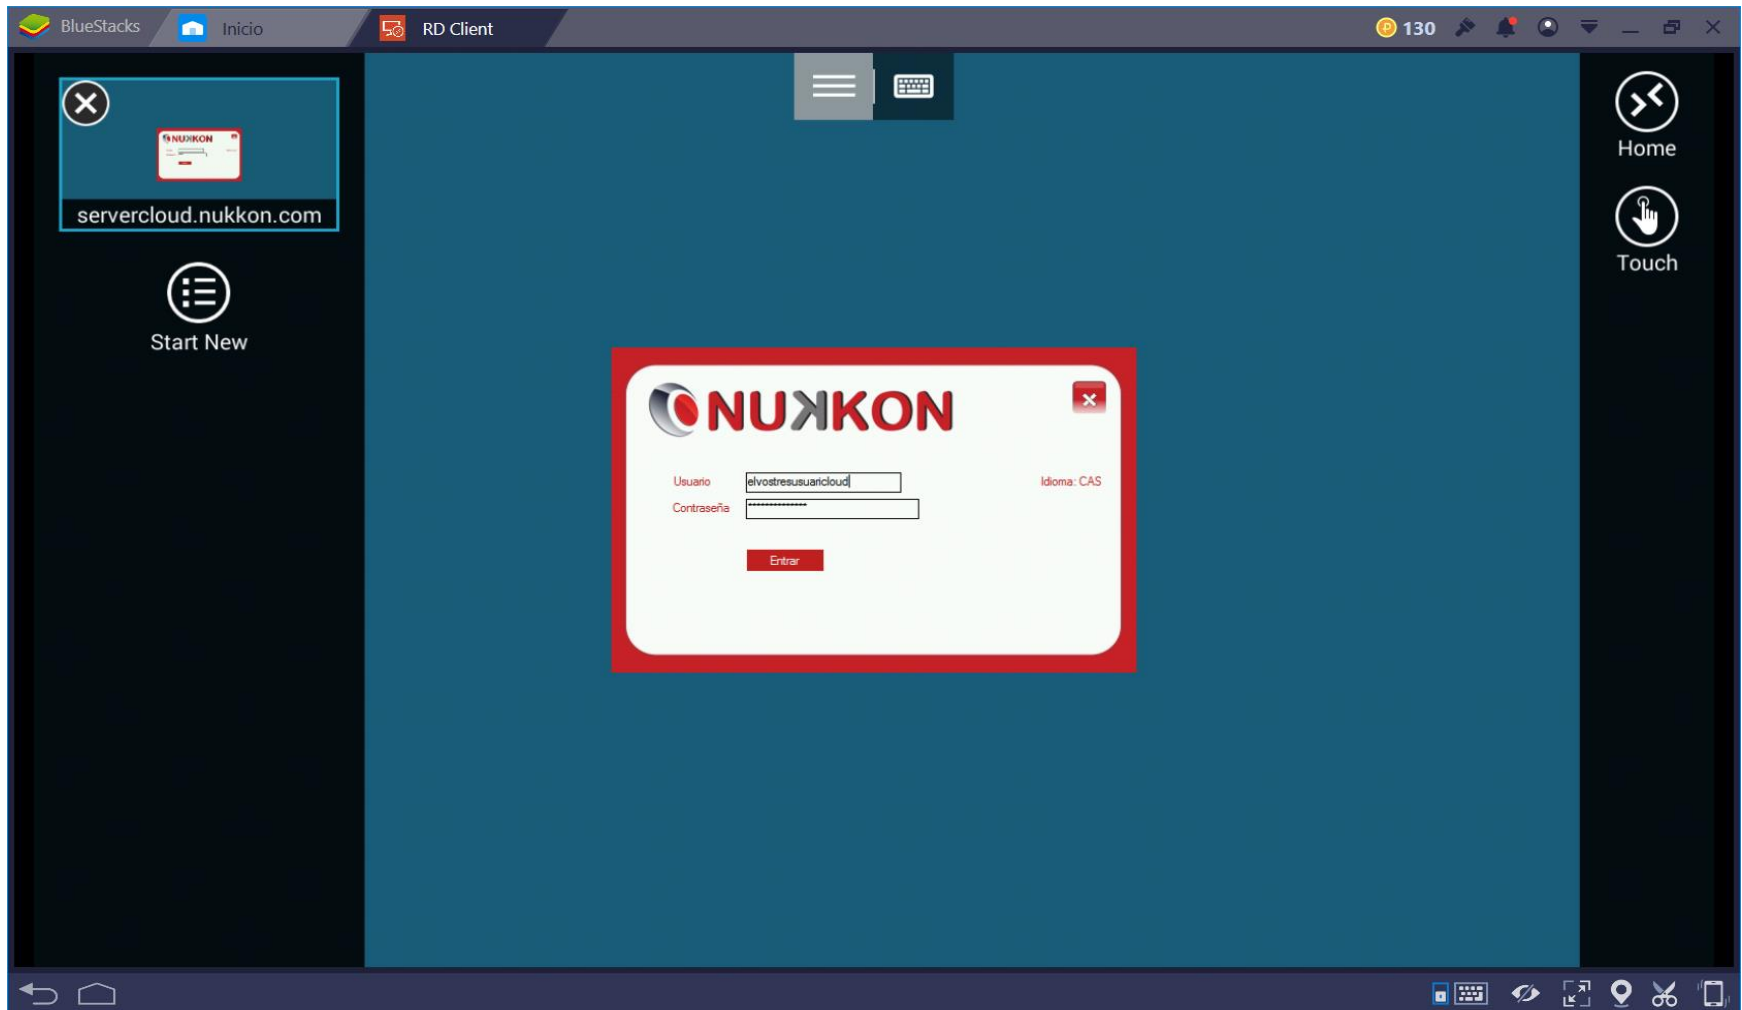 BlueStacks
Inicio
RD Client
130
NUKKON
servercloud.nukkon.com
Start New
Home
Touch
NUKKON
Usuario
elvostresusuaricloud
Idioma: CAS
Contraseña
**************
Entrar